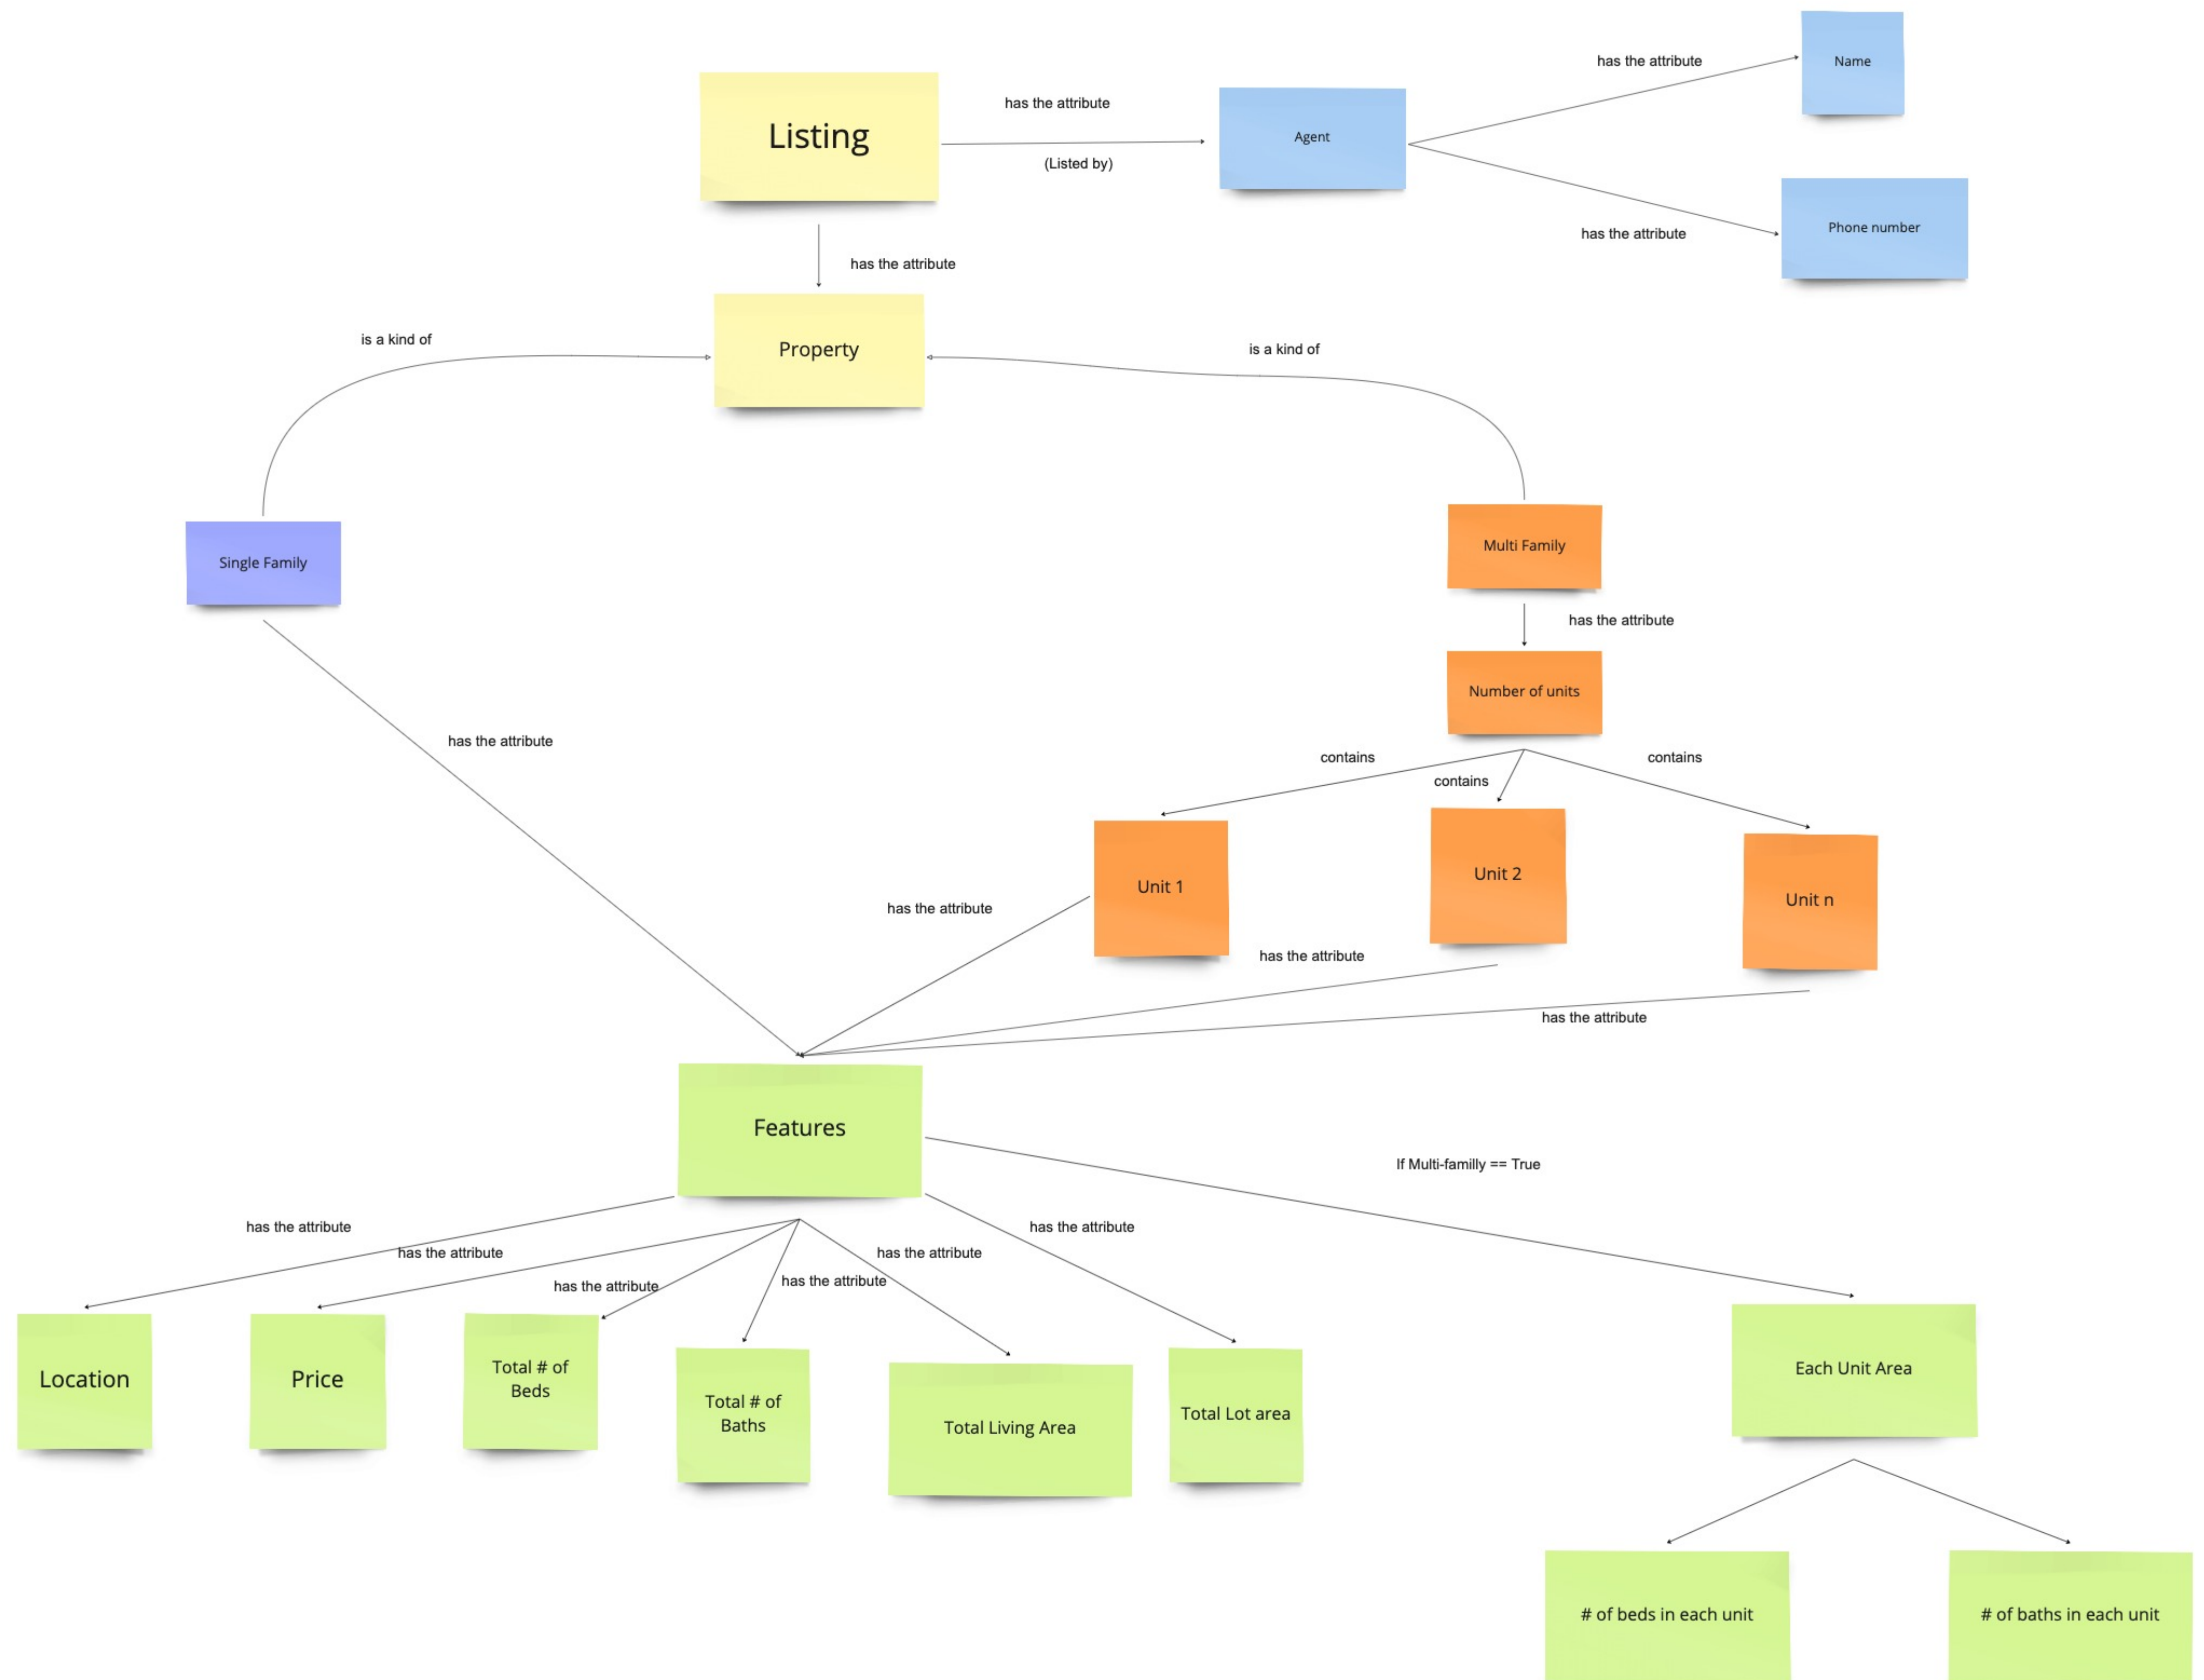 Name
has the attribute
Listing
has the attribute
Agent
(Listed by)
Phone number
has the attribute
has the attribute
Property
is a kind of
is a kind of
Single Family
Multi Family
has the attribute
Number of units
has the attribute
contains
contains
contains
Unit 1
Unit 2
Unit n
has the attribute
has the attribute
has the attribute
Features
If Multi-familly == True
has the attribute
has the attribute
has the attribute
has the attribute
has the attribute
has the attribute
Location
Price
Total # of
Beds
Total # of
Baths
Total Living Area
Total Lot area
Each Unit Area
# of beds in each unit
# of baths in each unit